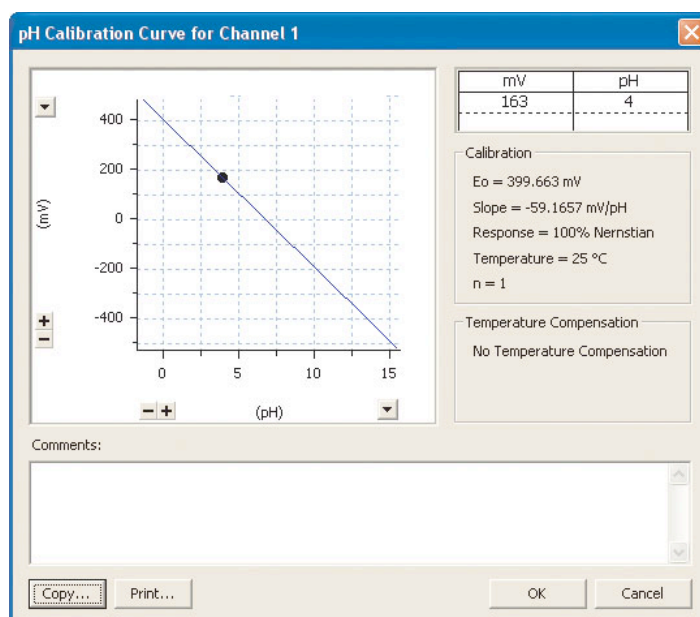 pH Calibration Curve for Channel 1
400
200
0
-200
-400
(mV)
0 5 10 15
(pH)
mV pH
163 4
Calibration
Eo = 399.663 mV
Slope = -59.1657 mV/pH
Response = 100% Nernstian
Temperature = 25 °C
n = 1
Temperature Compensation
No Temperature Compensation
Comments:
Copy... Print... OK Cancel